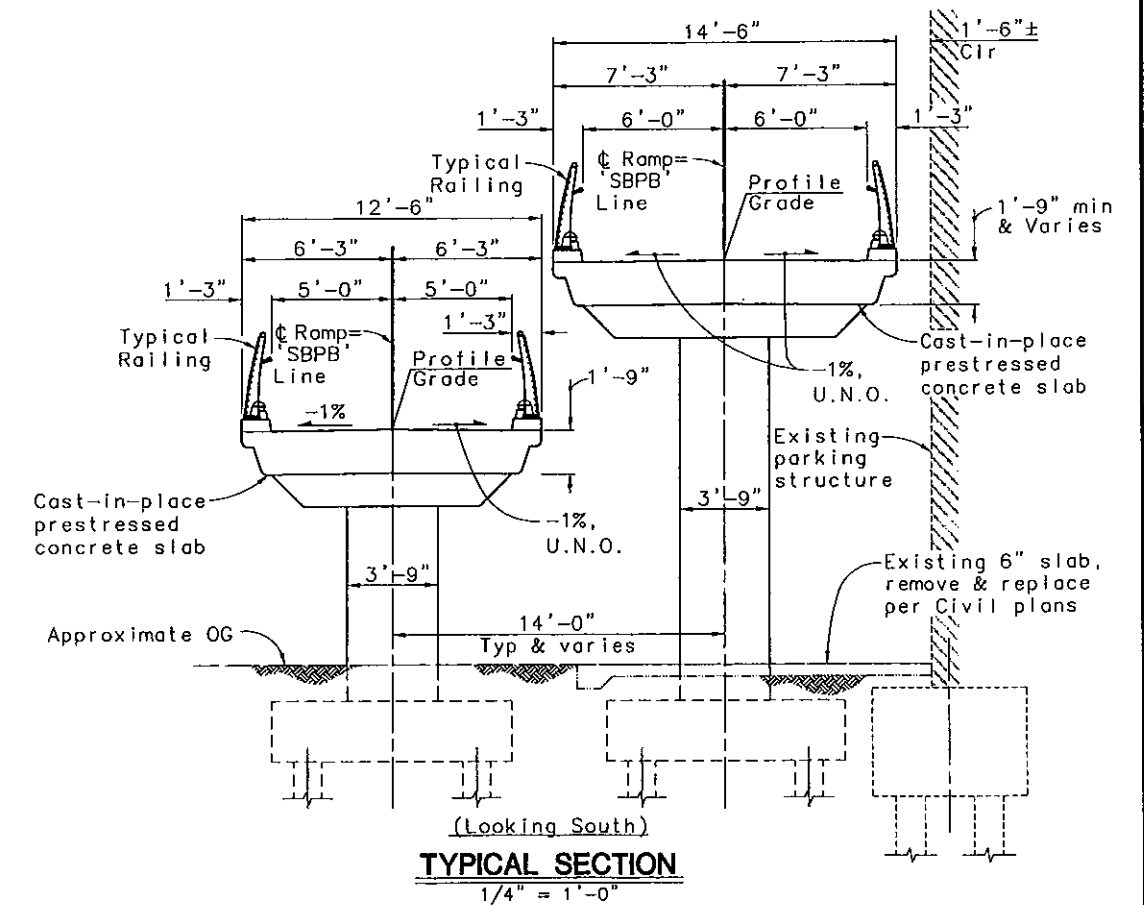 14'-6"
1'-6"±
Clr
7'-3"
7'-3"
1'-3"
6'-0"
6'-0"
1'-3"
Typical
Railing
℄ Ramp=
'SBPB'
Line
Profile
Grade
1'-9" min
& Varies
12'-6"
6'-3"
6'-3"
1'-3"
5'-0"
5'-0"
1'-3"
Typical
Railing
℄ Ramp=
'SBPB'
Line
Profile
Grade
1'-9"
-1%
-1%,
U.N.O.
Cast-in-place
prestressed
concrete slab
Existing
parking
structure
Cast-in-place
prestressed
concrete slab
-1%,
U.N.O.
3'-9"
3'-9"
Existing 6" slab,
remove & replace
per Civil plans
Approximate OG
14'-0"
Typ & varies
(Looking South)
TYPICAL SECTION
1/4" = 1'-0"